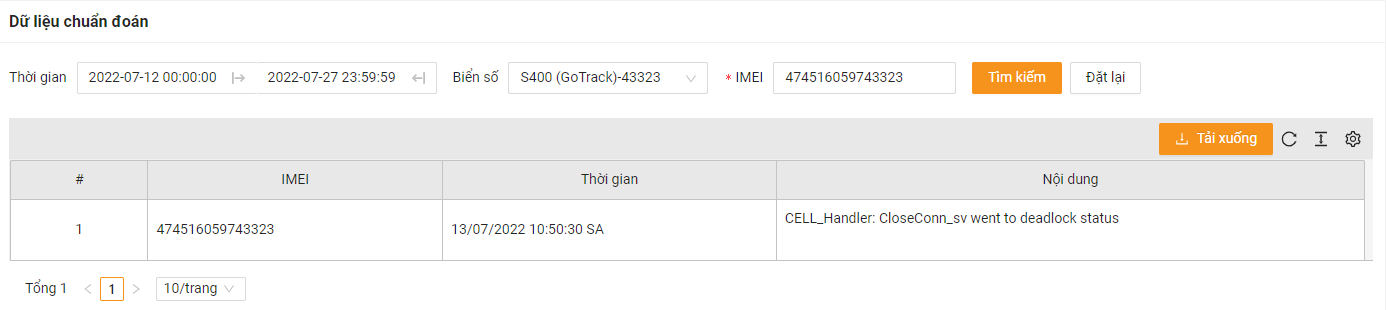 Dữ liệu chuẩn đoán
Thời gian 2022-07-12 00:00:00 2022-07-27 23:59:59 Biển số S400 (GoTrack)-43323 * IMEI 474516059743323 Tìm kiếm Đặt lại
Tải xuống
# IMEI Thời gian Nội dung
1 474516059743323 13/07/2022 10:50:30 SA CELL_Handler: CloseConn_sv went to deadlock status
Tổng 1 < 1 > 10/trang